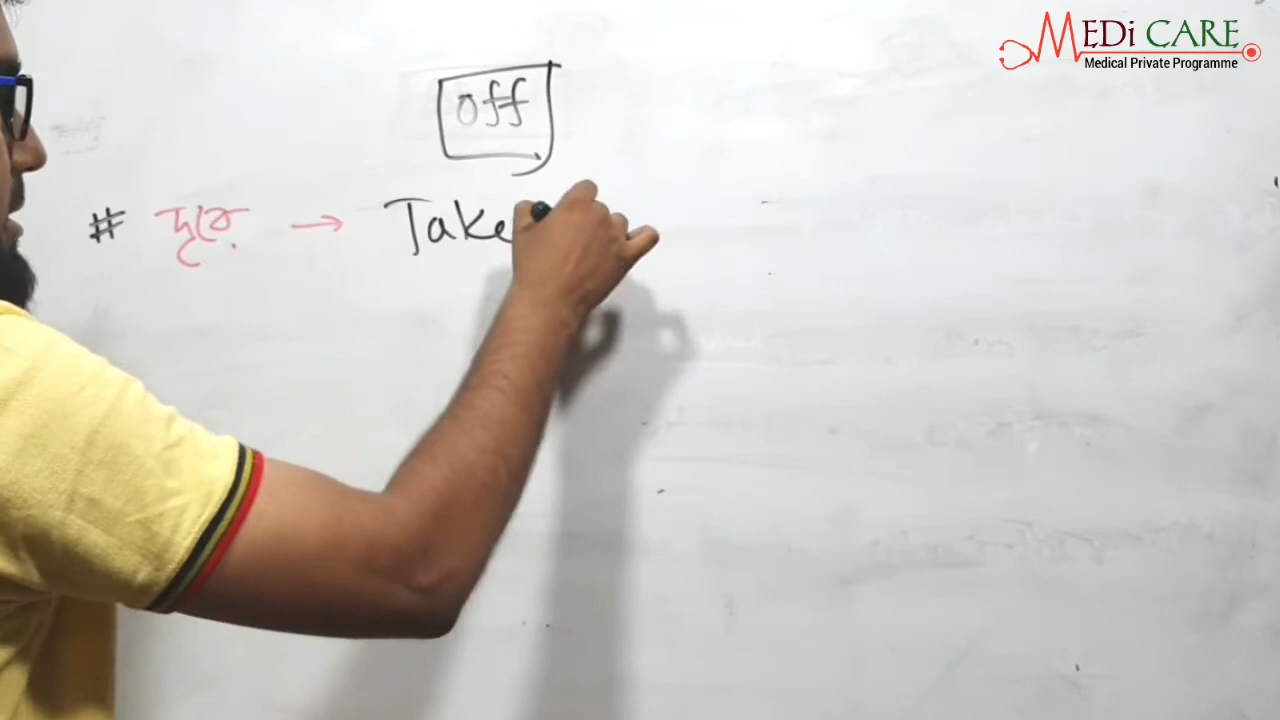 MEDi CARE
Medical Private Programme
off
# দূরে → Take